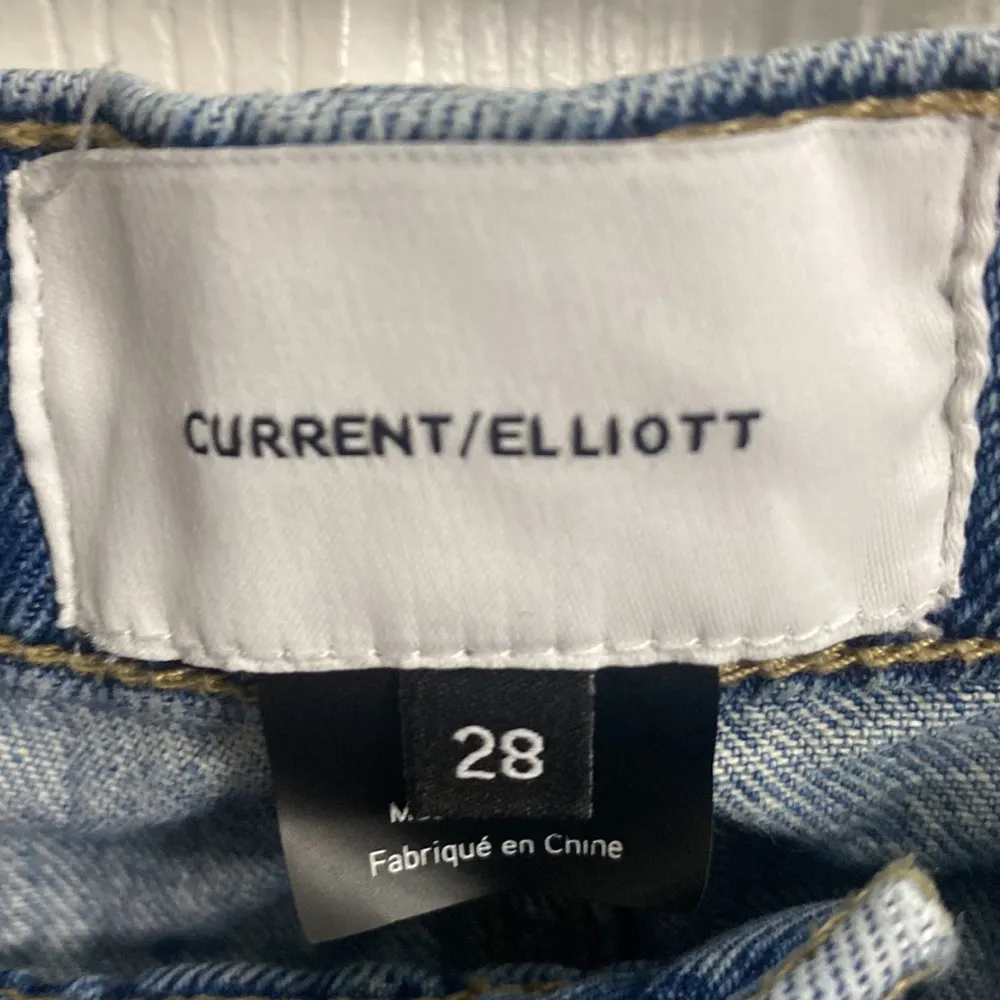 CURRENT/ELLIOTT
28
Fabriqué en Chine